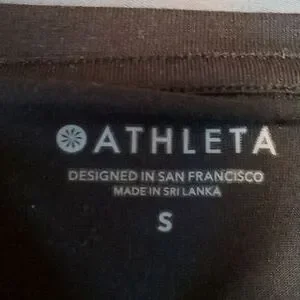 ATHLETA
DESIGNED IN SAN FRANCISCO
MADE IN SRI LANKA
S